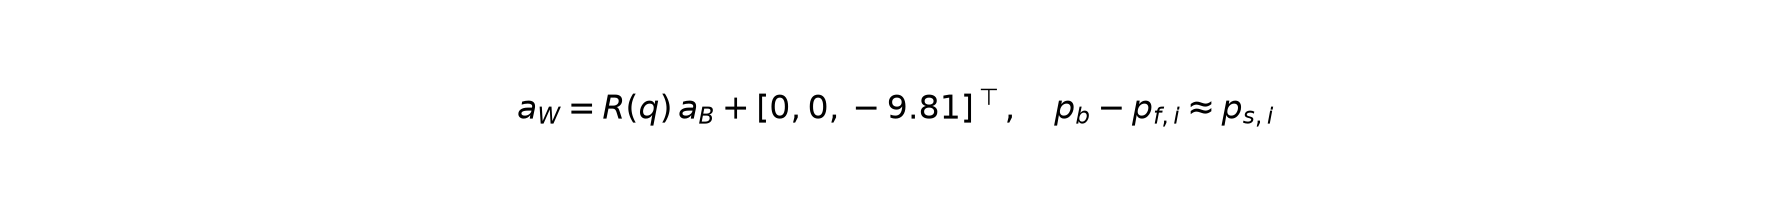 a_W = R(q) a_B + [0, 0, −9.81]^⊤,  p_b − p_{f,i} ≈ p_{s,i}